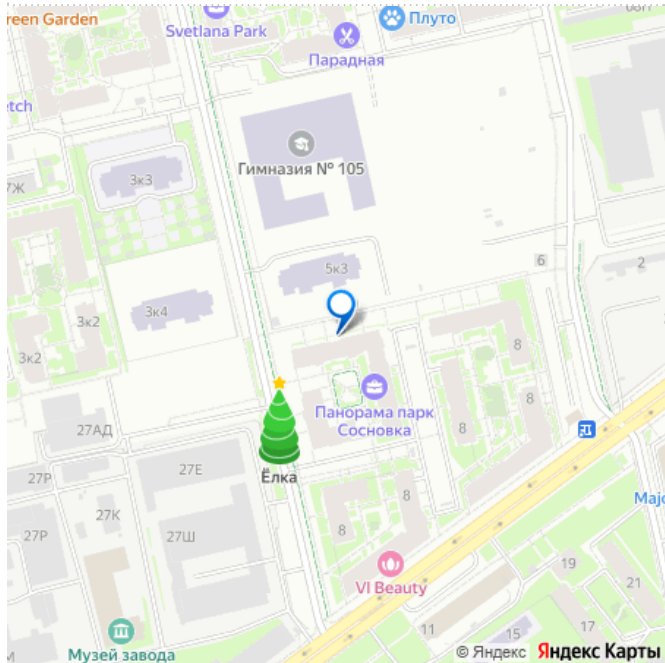 Green Garden
Svetlana Park
Плуто
Парадная
etch
Гимназия № 105
7Ж
3к3
5к3
6
2
3к4
3к2
3к2
8
8
Панорама парк
Сосновка
27АД
Ёлка
27Е
27Р
27К
8
8
27Р
27Ш
Majo
VI Beauty
19
21
11
15
17
Музей завода
© Яндекс Яндекс Карты